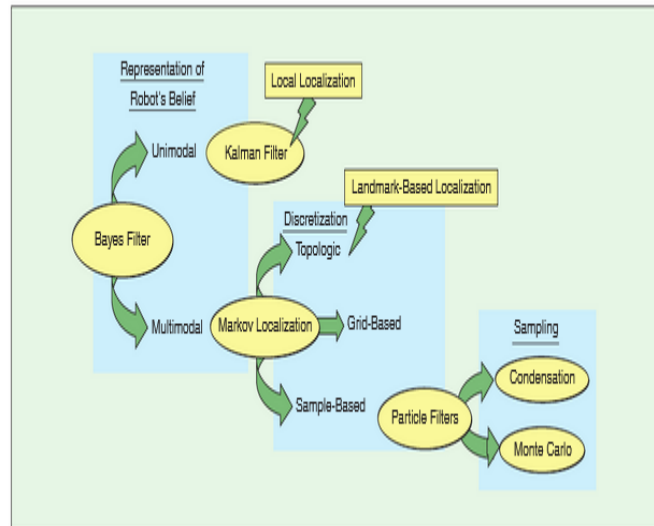 Representation of
Robot's Belief
Local Localization
Unimodal
Kalman Filter
Landmark-Based Localization
Discretization
Topologic
Bayes Filter
Multimodal
Markov Localization
Grid-Based
Sampling
Condensation
Sample-Based
Particle Filters
Monte Carlo